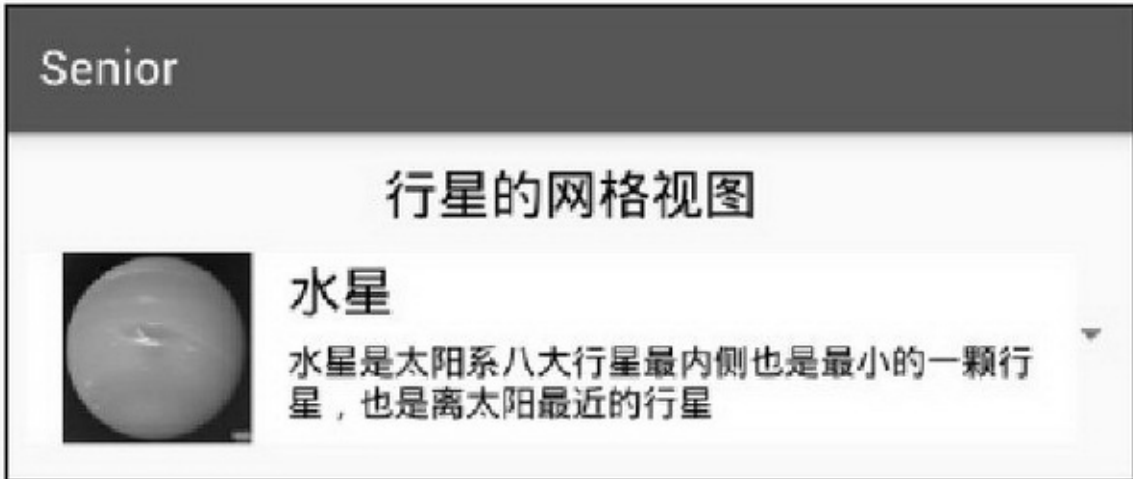 Senior
行星的网格视图
水星
水星是太阳系八大行星最内侧也是最小的一颗行
星，也是离太阳最近的行星